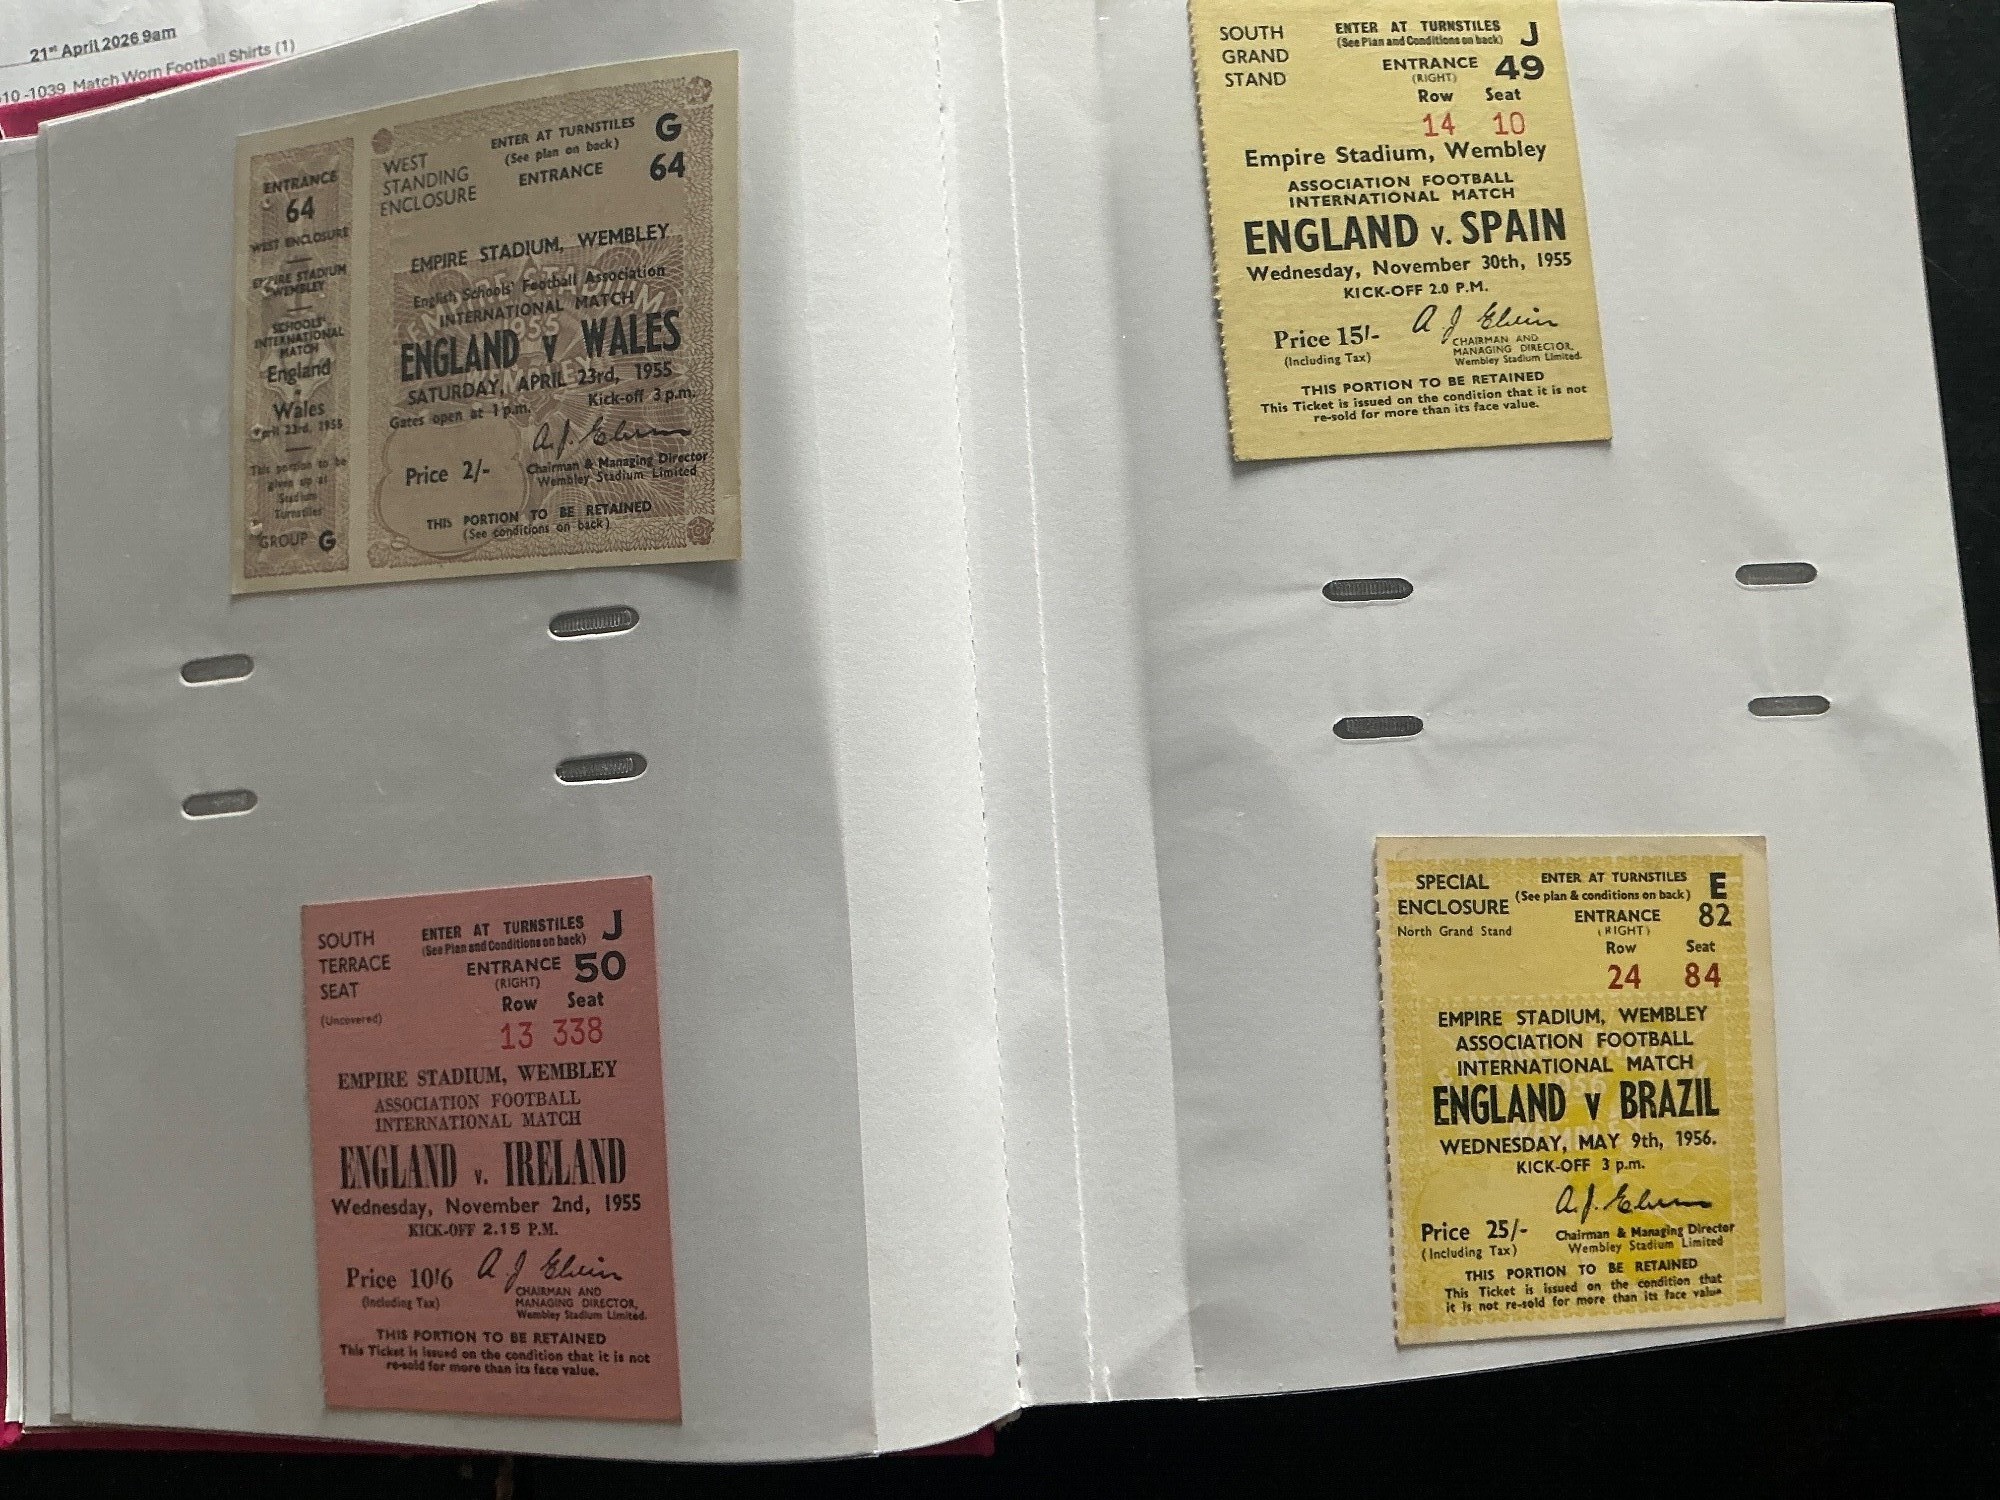 21st April 2026 9am
10 -1039 Match Worn Football Shirts (1)
ENTRANCE
64
WEST ENCLOSURE
EMPIRE STADIUM
WEMBLEY
SCHOOLS'
INTERNATIONAL
MATCH
England
v
Wales
April 23rd, 1955
This portion to be
given up at
Stadium
Turnstiles
GROUP G
WEST
STANDING
ENCLOSURE
ENTER AT TURNSTILES G
(See plan on back)
ENTRANCE 64
EMPIRE STADIUM, WEMBLEY
English Schools' Football Association
INTERNATIONAL MATCH
ENGLAND v WALES
SATURDAY, APRIL 23rd, 1955
Gates open at 1 p.m. Kick-off 3 p.m.
A. J. Elvin
Price 2/- Chairman & Managing Director
Wembley Stadium Limited
THIS PORTION TO BE RETAINED
(See conditions on back)
SOUTH
TERRACE
SEAT
(Uncovered)
ENTER AT TURNSTILES J
(See Plan and Conditions on back)
ENTRANCE 50
(RIGHT)
Row Seat
13 338
EMPIRE STADIUM, WEMBLEY
ASSOCIATION FOOTBALL
INTERNATIONAL MATCH
ENGLAND v. IRELAND
Wednesday, November 2nd, 1955
KICK-OFF 2.15 P.M.
Price 10/6 A J Elvin
(Including Tax) CHAIRMAN AND
MANAGING DIRECTOR,
Wembley Stadium Limited.
THIS PORTION TO BE RETAINED
This Ticket is issued on the condition that it is not
re-sold for more than its face value.
SOUTH
GRAND
STAND
ENTER AT TURNSTILES J
(See Plan and Conditions on back)
ENTRANCE 49
(RIGHT)
Row Seat
14 10
Empire Stadium, Wembley
ASSOCIATION FOOTBALL
INTERNATIONAL MATCH
ENGLAND v. SPAIN
Wednesday, November 30th, 1955
KICK-OFF 2.0 P.M.
A J Elvin
Price 15/- CHAIRMAN AND
(Including Tax) MANAGING DIRECTOR,
Wembley Stadium Limited.
THIS PORTION TO BE RETAINED
This Ticket is issued on the condition that it is not
re-sold for more than its face value.
SPECIAL
ENCLOSURE
North Grand Stand
ENTER AT TURNSTILES E
(See plan & conditions on back)
ENTRANCE 82
(RIGHT)
Row Seat
24 84
EMPIRE STADIUM, WEMBLEY
ASSOCIATION FOOTBALL
INTERNATIONAL MATCH
ENGLAND v BRAZIL
WEDNESDAY, MAY 9th, 1956.
KICK-OFF 3 p.m.
A. J. Elvin
Price 25/- Chairman & Managing Director
(Including Tax) Wembley Stadium Limited
THIS PORTION TO BE RETAINED
This Ticket is issued on the condition that
it is not re-sold for more than its face value